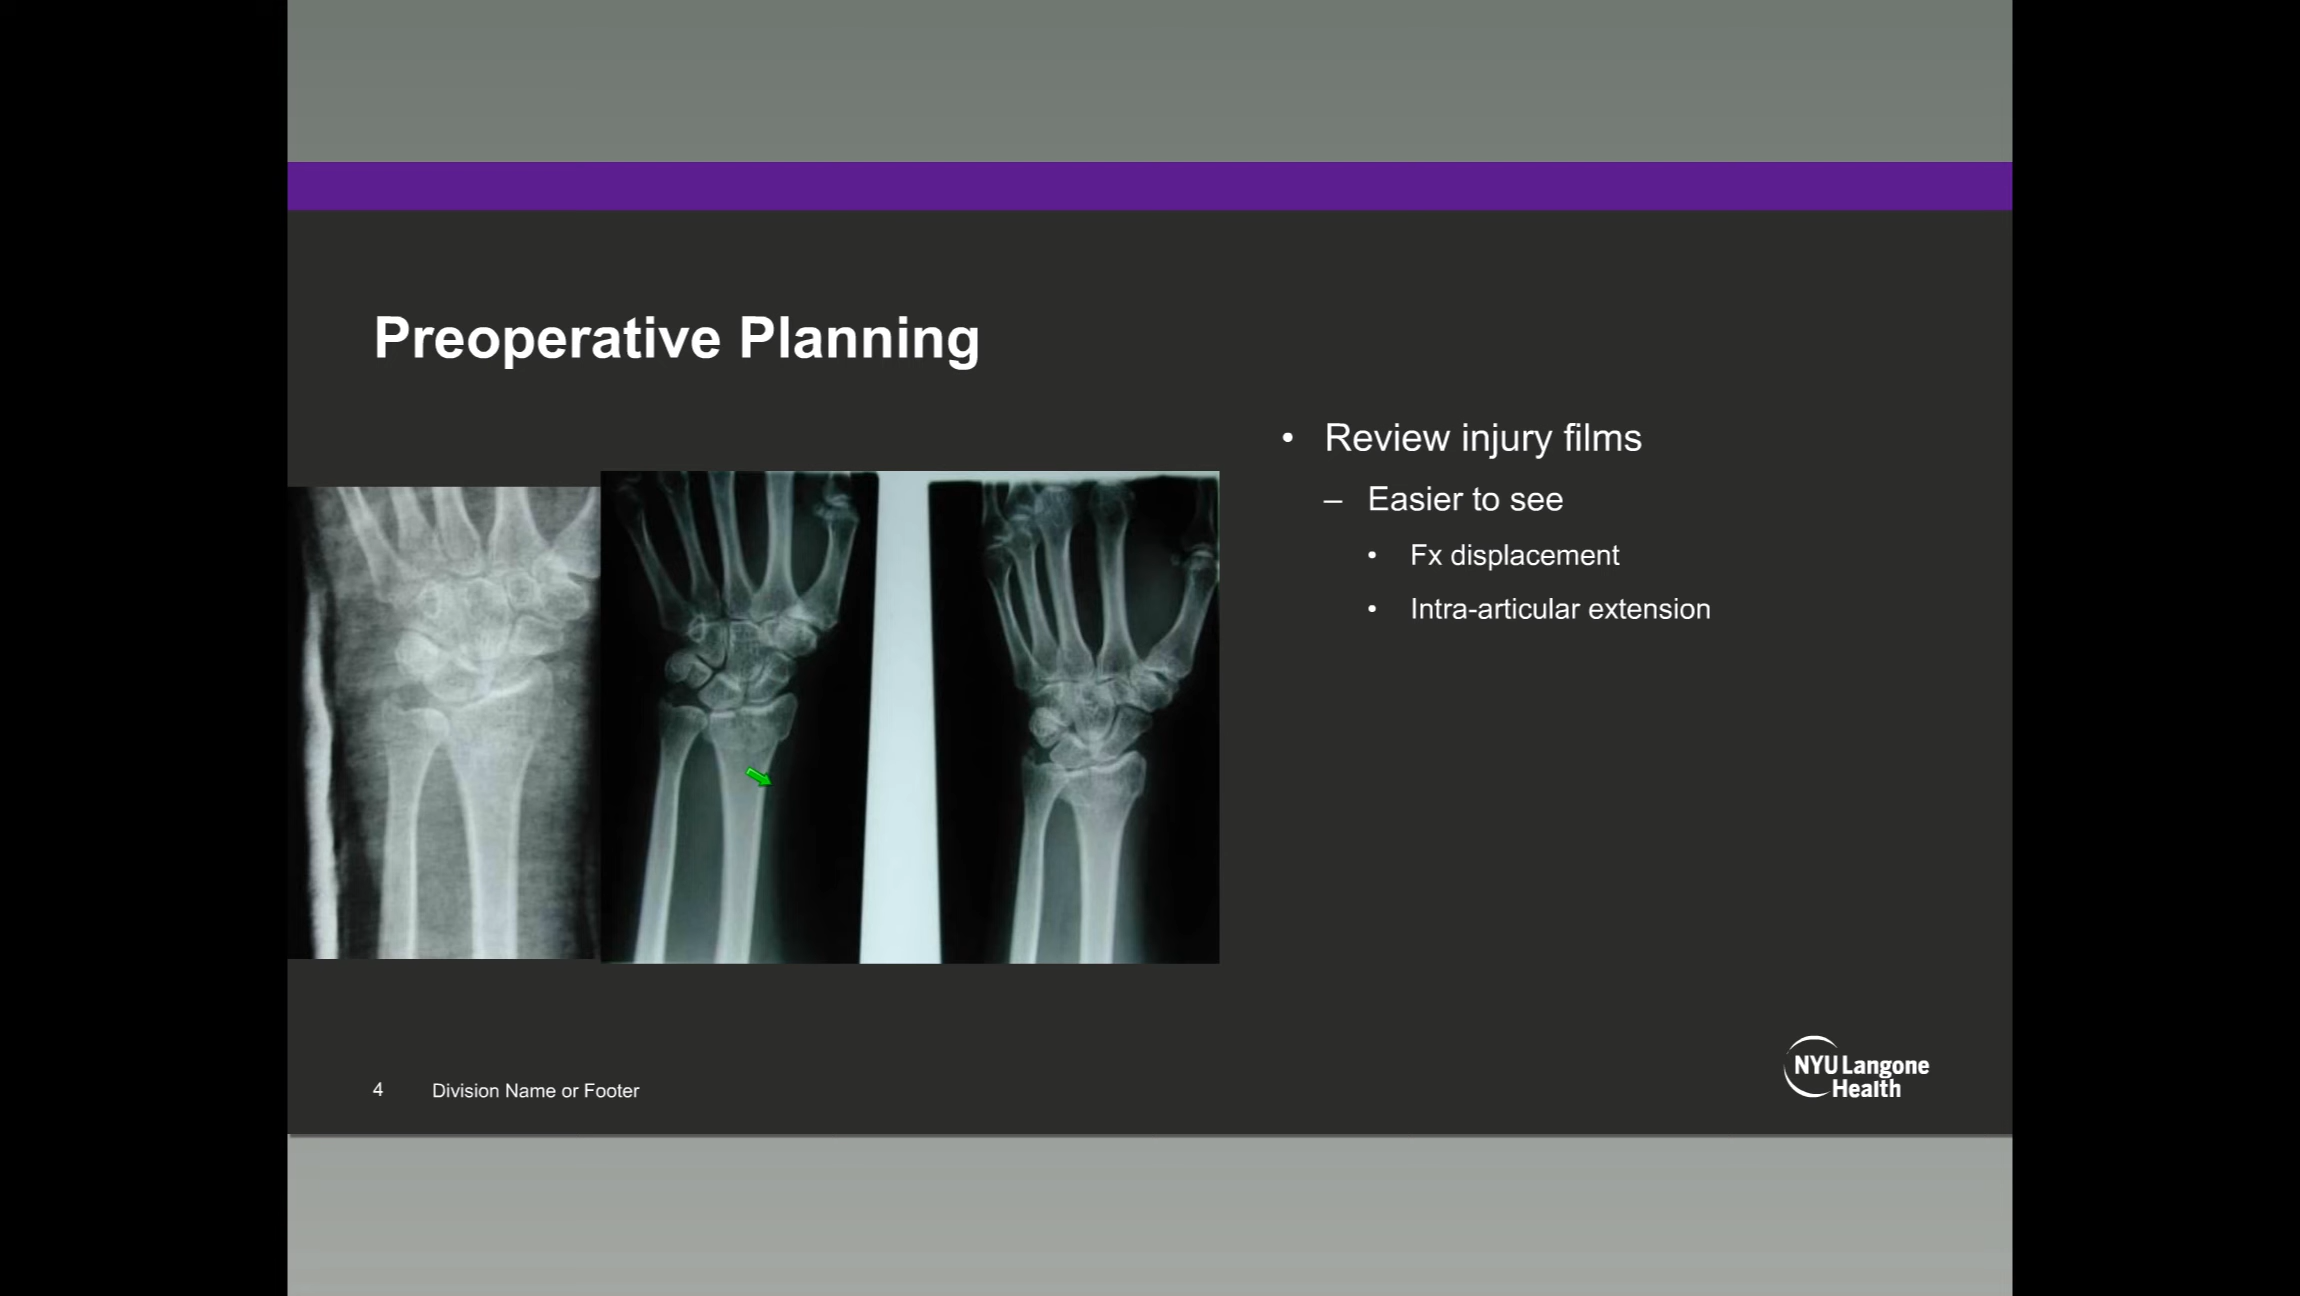 Preoperative Planning
• Review injury films
– Easier to see
• Fx displacement
• Intra-articular extension
4 Division Name or Footer
NYU Langone
Health